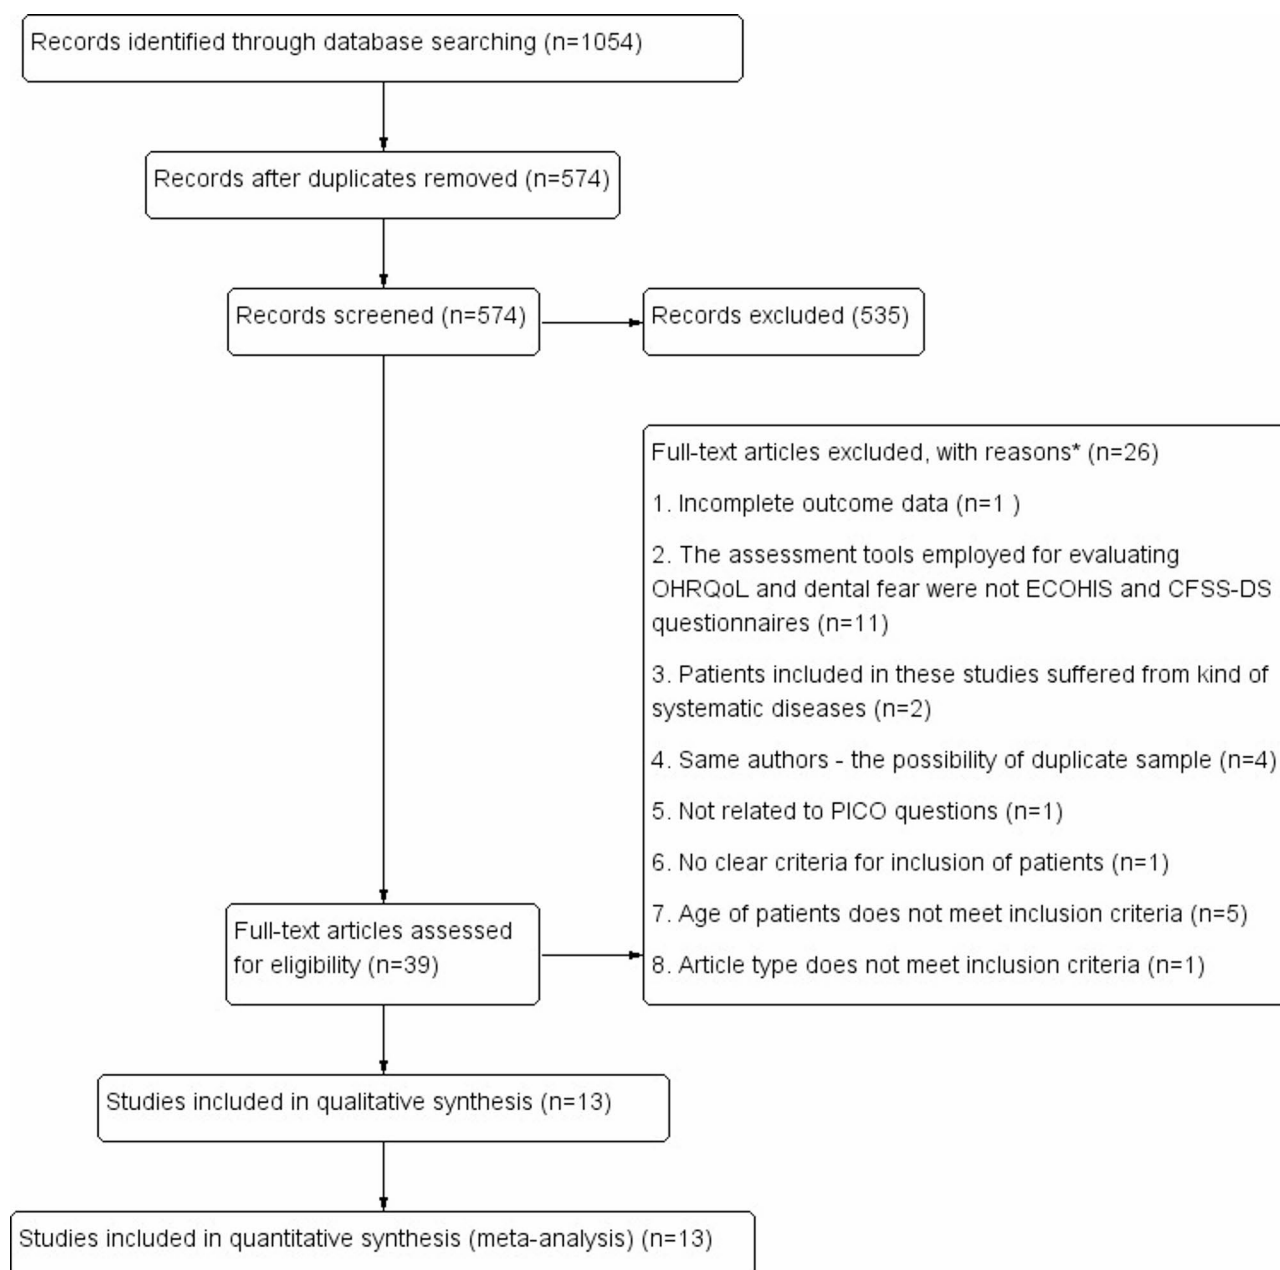 Records identified through database searching (n=1054)
Records after duplicates removed (n=574)
Records screened (n=574)
Records excluded (535)
Full-text articles excluded, with reasons* (n=26)
1. Incomplete outcome data (n=1 )
2. The assessment tools employed for evaluating
OHRQoL and dental fear were not ECOHIS and CFSS-DS
questionnaires (n=11)
3. Patients included in these studies suffered from kind of
systematic diseases (n=2)
4. Same authors - the possibility of duplicate sample (n=4)
5. Not related to PICO questions (n=1)
6. No clear criteria for inclusion of patients (n=1)
7. Age of patients does not meet inclusion criteria (n=5)
8. Article type does not meet inclusion criteria (n=1)
Full-text articles assessed
for eligibility (n=39)
Studies included in qualitative synthesis (n=13)
Studies included in quantitative synthesis (meta-analysis) (n=13)